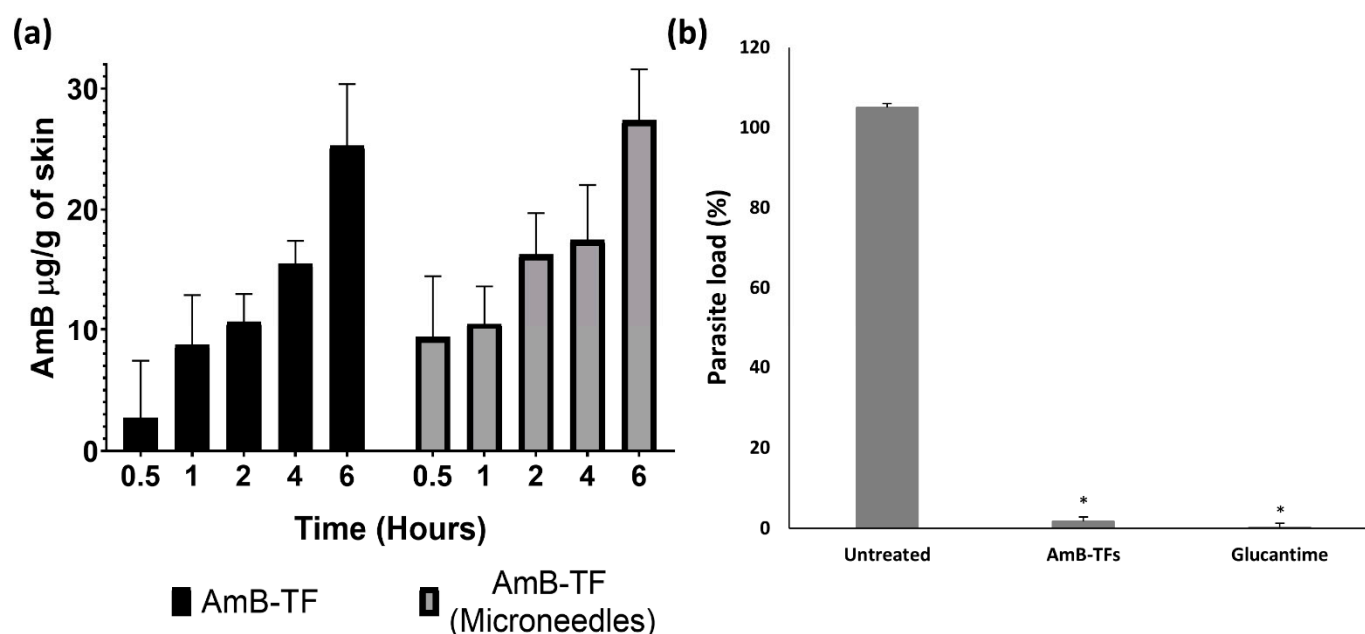 (a)
AmB µg/g of skin
30
20
10
0
0.5 1 2 4 6 0.5 1 2 4 6
Time (Hours)
AmB-TF
AmB-TF
(Microneedles)
(b)
Parasite load (%)
120
100
80
60
40
20
0
* *
Untreated AmB-TFs Glucantime